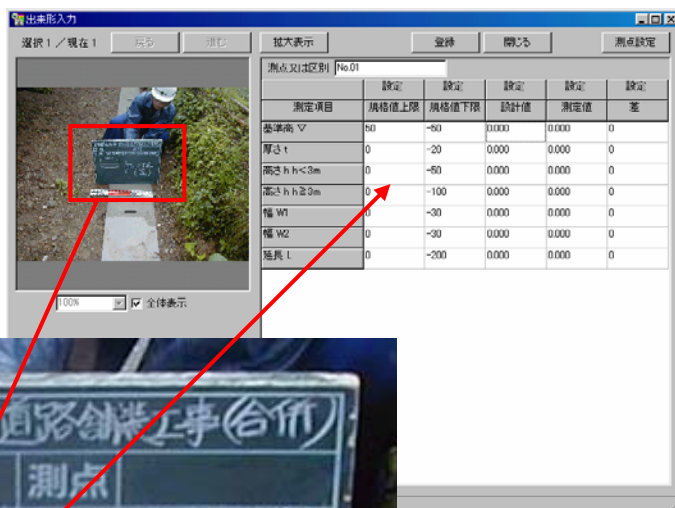 出来形入力
選択1／現在1 戻る 進む 拡大表示 登録 閉じる 測点設定
測点又は区別 No.01
設定 設定 設定 設定 設定
測定項目 規格値上限 規格値下限 設計値 測定値 差
基準高 ▽ 50 -50 0.000 0.000 0
厚さ t 0 -20 0.000 0.000 0
高さ h h<3m 0 -50 0.000 0.000 0
高さ h h≧3m 0 -100 0.000 0.000 0
幅 W1 0 -30 0.000 0.000 0
幅 W2 0 -30 0.000 0.000 0
延長 L 0 -200 0.000 0.000 0
100% 全体表示
道路舗装工事(合併)
測点